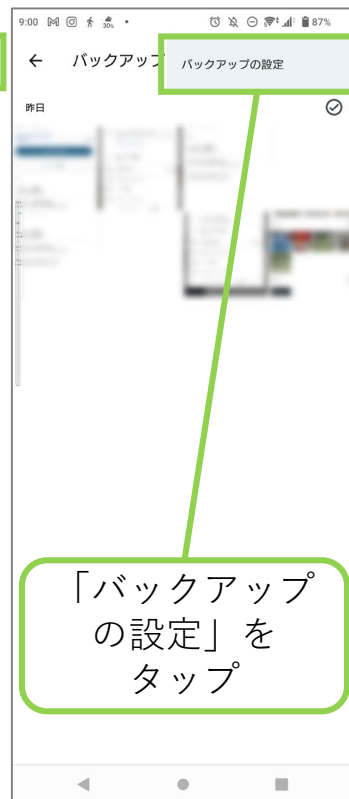 9:00 30% 87%
バックアップ
バックアップの設定
昨日
「バックアップ
の設定」を
タップ